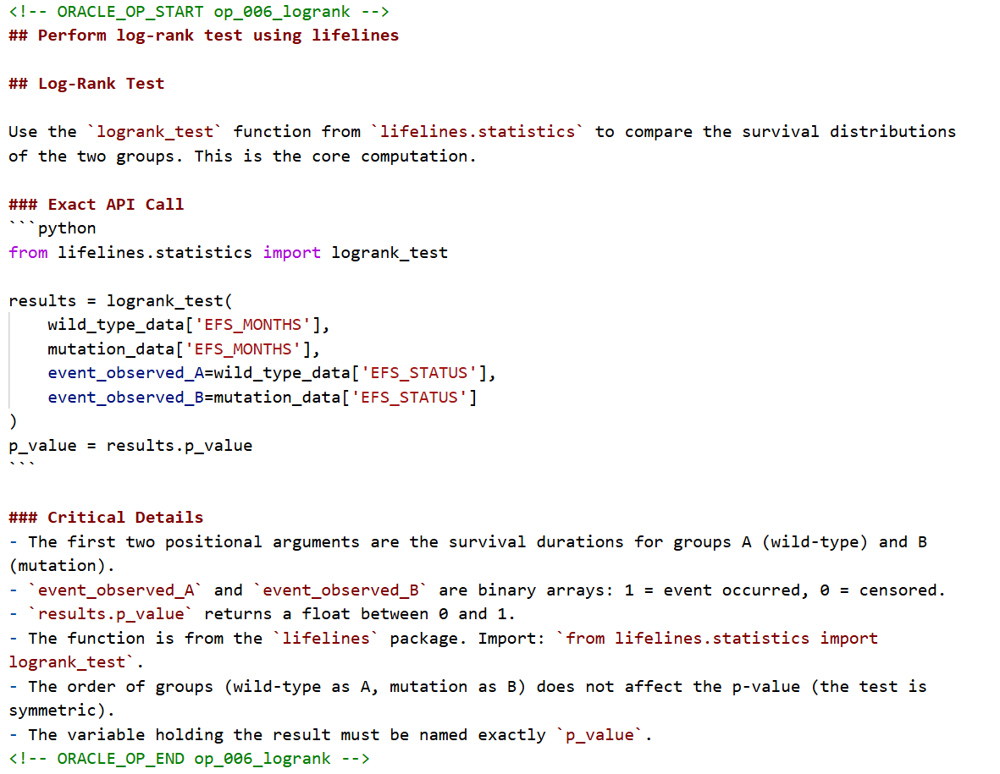 <!-- ORACLE_OP_START op_006_logrank -->
## Perform log-rank test using lifelines
## Log-Rank Test
Use the `logrank_test` function from `lifelines.statistics` to compare the survival distributions
of the two groups. This is the core computation.
### Exact API Call
```python
from lifelines.statistics import logrank_test
results = logrank_test(
    wild_type_data['EFS_MONTHS'],
    mutation_data['EFS_MONTHS'],
    event_observed_A=wild_type_data['EFS_STATUS'],
    event_observed_B=mutation_data['EFS_STATUS']
)
p_value = results.p_value
```
### Critical Details
- The first two positional arguments are the survival durations for groups A (wild-type) and B
(mutation).
- `event_observed_A` and `event_observed_B` are binary arrays: 1 = event occurred, 0 = censored.
- `results.p_value` returns a float between 0 and 1.
- The function is from the `lifelines` package. Import: `from lifelines.statistics import
logrank_test`.
- The order of groups (wild-type as A, mutation as B) does not affect the p-value (the test is
symmetric).
- The variable holding the result must be named exactly `p_value`.
<!-- ORACLE_OP_END op_006_logrank -->